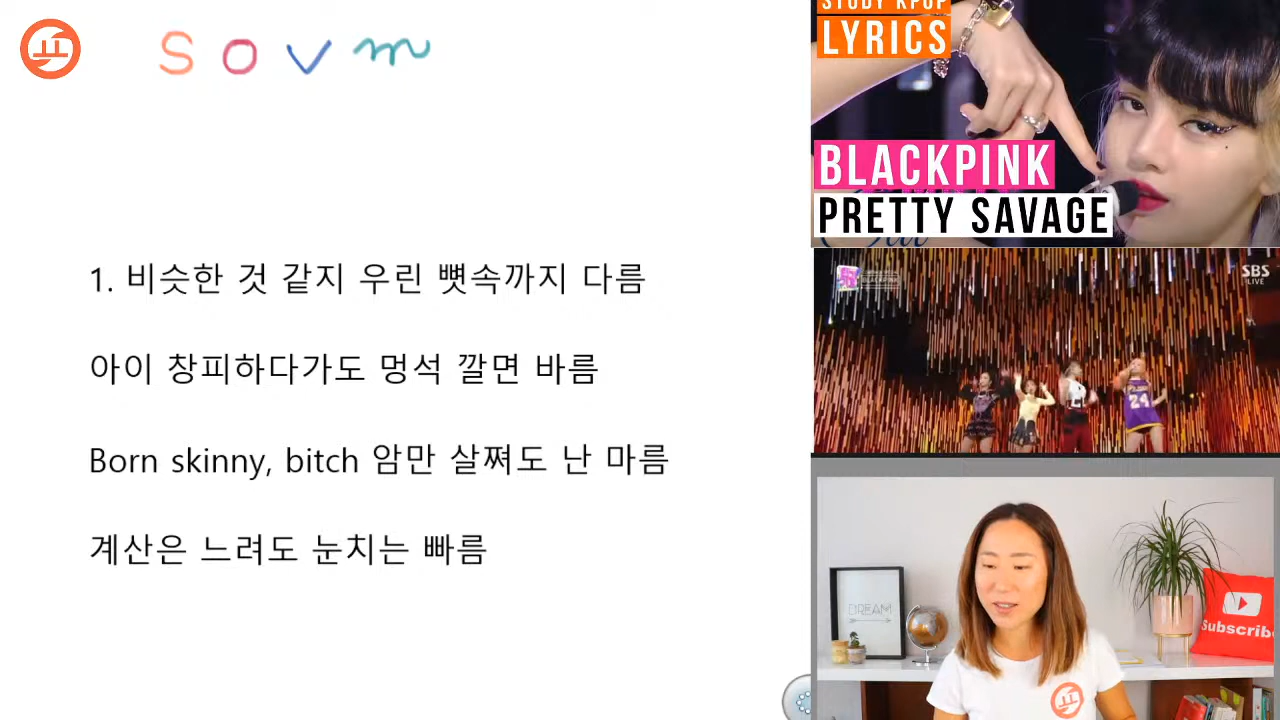 S O V m
STUDY KPOP
LYRICS
BLACKPINK
PRETTY SAVAGE
1. 비슷한 것 같지 우린 뼛속까지 다름
아이 창피하다가도 멍석 깔면 바름
Born skinny, bitch 암만 살쪄도 난 마름
계산은 느려도 눈치는 빠름
SBS
LIVE
24
DREAM
Subscribe